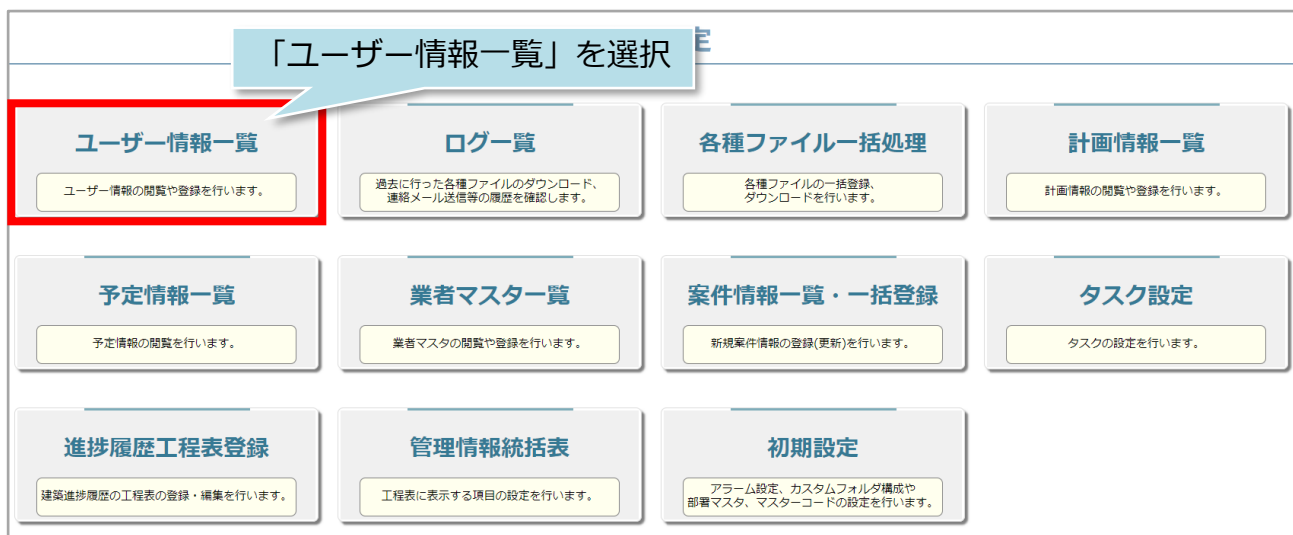 「ユーザー情報一覧」を選択
定
ユーザー情報一覧
ユーザー情報の閲覧や登録を行います。
ログ一覧
過去に行った各種ファイルのダウンロード、
連絡メール送信等の履歴を確認します。
各種ファイル一括処理
各種ファイルの一括登録、
ダウンロードを行います。
計画情報一覧
計画情報の閲覧や登録を行います。
予定情報一覧
予定情報の閲覧を行います。
業者マスター覧
業者マスタの閲覧や登録を行います。
案件情報一覧・一括登録
新規案件情報の登録(更新)を行います。
タスク設定
タスクの設定を行います。
進捗履歴工程表登録
建築進捗履歴の工程表の登録・編集を行います。
管理情報統括表
工程表に表示する項目の設定を行います。
初期設定
アラーム設定、カスタムフォルダ構成や
部署マスタ、マスターコードの設定を行います。